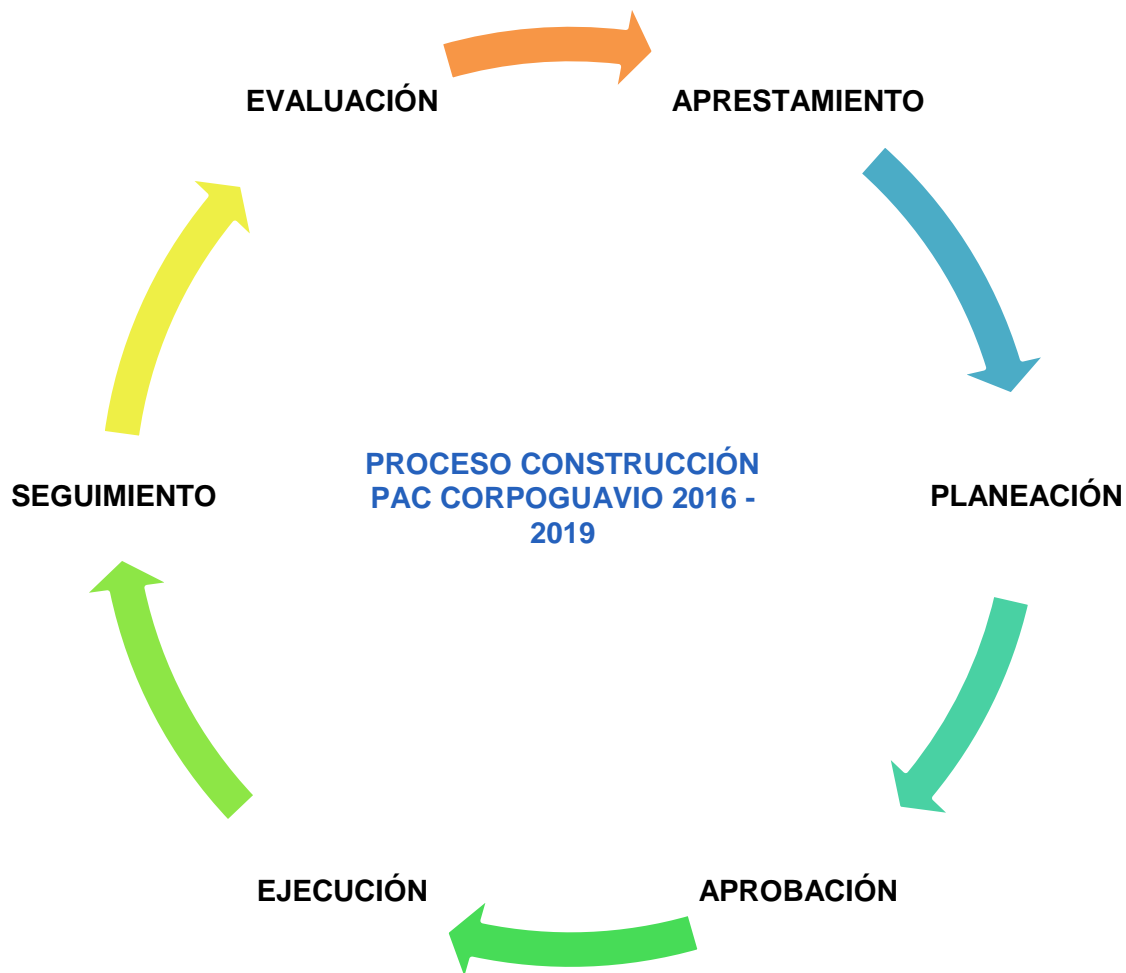 EVALUACIÓN
APRESTAMIENTO
PROCESO CONSTRUCCIÓN
PAC CORPOGUAVIO 2016 -
2019
SEGUIMIENTO
PLANEACIÓN
EJECUCIÓN
APROBACIÓN